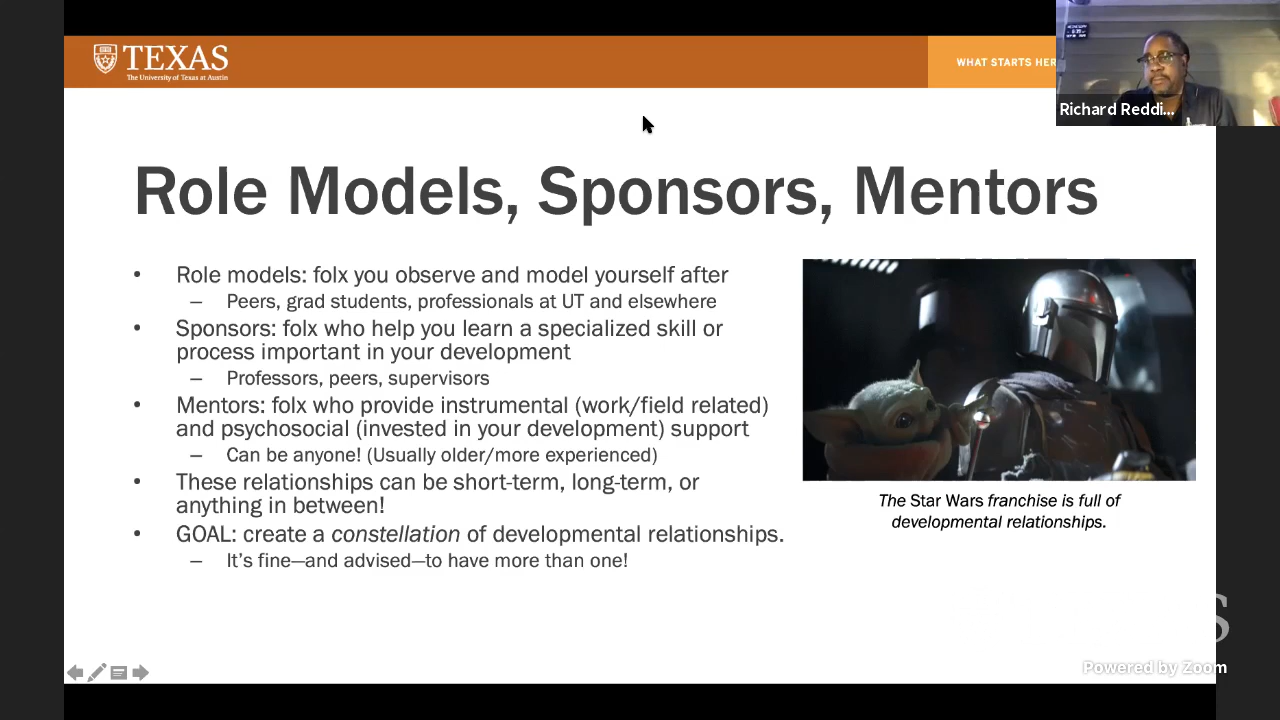 TEXAS
The University of Texas at Austin
WHAT STARTS HER
Richard Reddi...
Role Models, Sponsors, Mentors
• Role models: folx you observe and model yourself after
– Peers, grad students, professionals at UT and elsewhere
• Sponsors: folx who help you learn a specialized skill or
process important in your development
– Professors, peers, supervisors
• Mentors: folx who provide instrumental (work/field related)
and psychosocial (invested in your development) support
– Can be anyone! (Usually older/more experienced)
• These relationships can be short-term, long-term, or
anything in between!
• GOAL: create a constellation of developmental relationships.
– It's fine—and advised—to have more than one!
The Star Wars franchise is full of
developmental relationships.
S
Powered by Zoom